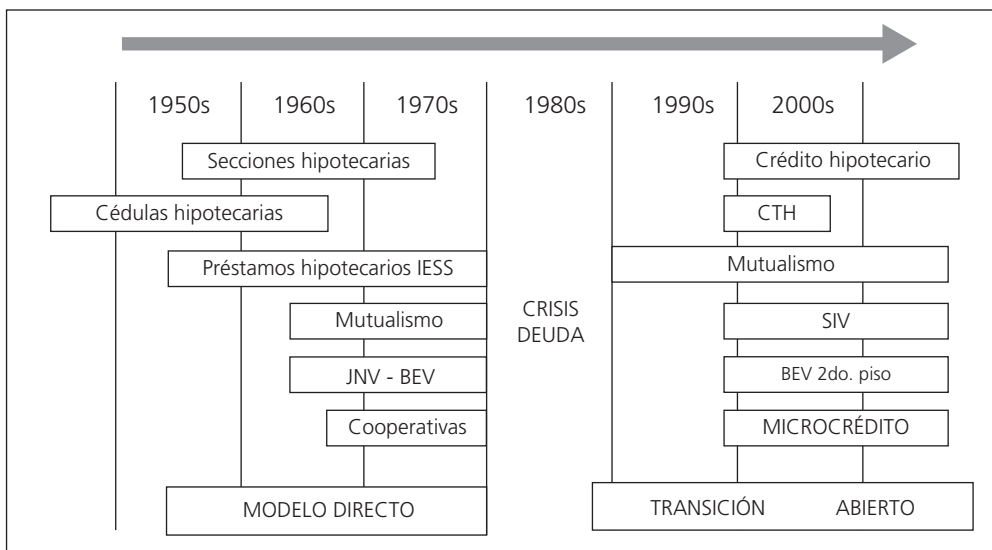 1950s 1960s 1970s 1980s 1990s 2000s
Secciones hipotecarias
Crédito hipotecario
Cédulas hipotecarias
CTH
Préstamos hipotecarios IESS
Mutualismo
Mutualismo
SIV
CRISIS
DEUDA
JNV - BEV
BEV 2do. piso
Cooperativas
MICROCRÉDITO
MODELO DIRECTO
TRANSICIÓN ABIERTO